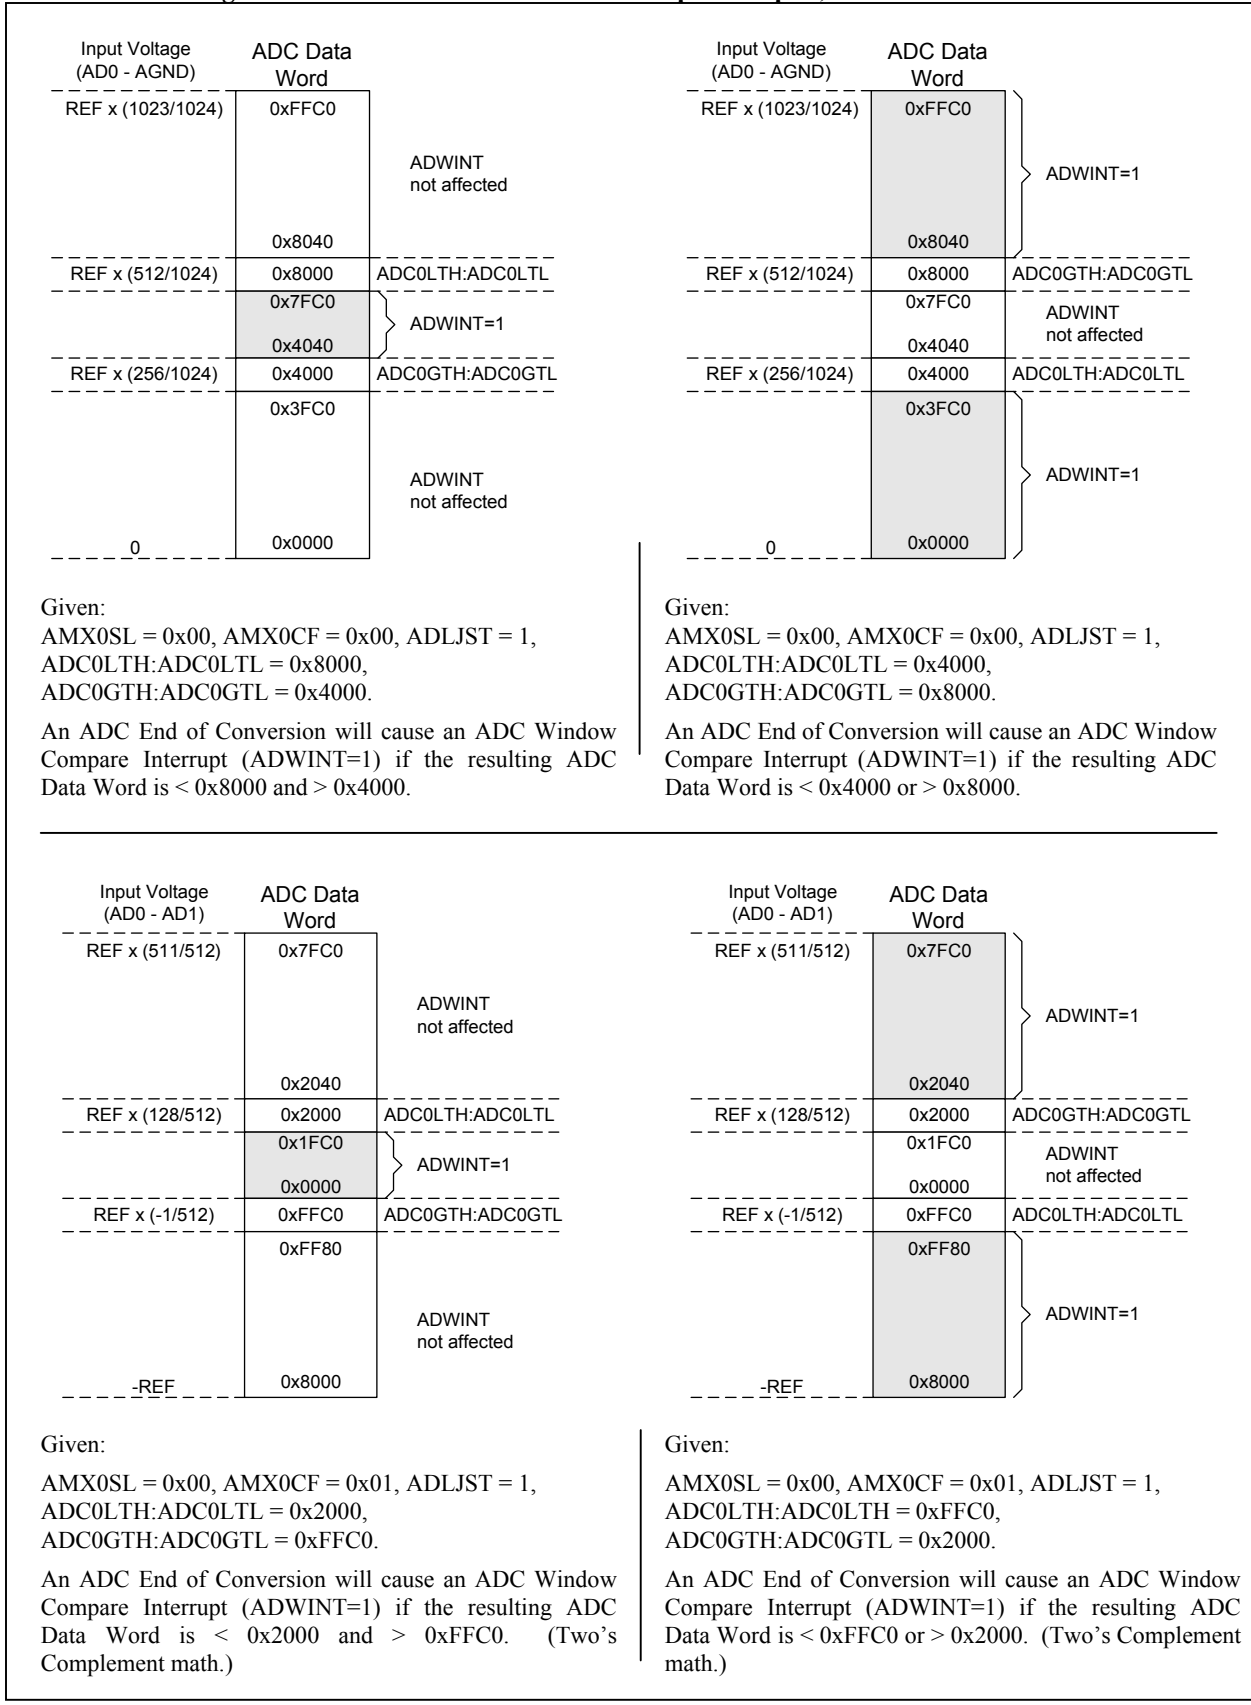 Input Voltage
(AD0 - AGND)
ADC Data
Word
REF x (1023/1024)
0xFFC0
ADWINT
not affected
0x8040
REF x (512/1024)
0x8000
ADC0LTH:ADC0LTL
0x7FC0
ADWINT=1
0x4040
REF x (256/1024)
0x4000
ADC0GTH:ADC0GTL
0x3FC0
ADWINT
not affected
0
0x0000
Given:
AMX0SL = 0x00, AMX0CF = 0x00, ADLJST = 1,
ADC0LTH:ADC0LTL = 0x8000,
ADC0GTH:ADC0GTL = 0x4000.
An ADC End of Conversion will cause an ADC Window
Compare Interrupt (ADWINT=1) if the resulting ADC
Data Word is < 0x8000 and > 0x4000.
Input Voltage
(AD0 - AGND)
ADC Data
Word
REF x (1023/1024)
0xFFC0
ADWINT=1
0x8040
REF x (512/1024)
0x8000
ADC0GTH:ADC0GTL
0x7FC0
ADWINT
not affected
0x4040
REF x (256/1024)
0x4000
ADC0LTH:ADC0LTL
0x3FC0
ADWINT=1
0
0x0000
Given:
AMX0SL = 0x00, AMX0CF = 0x00, ADLJST = 1,
ADC0LTH:ADC0LTL = 0x4000,
ADC0GTH:ADC0GTL = 0x8000.
An ADC End of Conversion will cause an ADC Window
Compare Interrupt (ADWINT=1) if the resulting ADC
Data Word is < 0x4000 or > 0x8000.
Input Voltage
(AD0 - AD1)
ADC Data
Word
REF x (511/512)
0x7FC0
ADWINT
not affected
0x2040
REF x (128/512)
0x2000
ADC0LTH:ADC0LTL
0x1FC0
ADWINT=1
0x0000
REF x (-1/512)
0xFFC0
ADC0GTH:ADC0GTL
0xFF80
ADWINT
not affected
-REF
0x8000
Given:
AMX0SL = 0x00, AMX0CF = 0x01, ADLJST = 1,
ADC0LTH:ADC0LTL = 0x2000,
ADC0GTH:ADC0GTL = 0xFFC0.
An ADC End of Conversion will cause an ADC Window
Compare Interrupt (ADWINT=1) if the resulting ADC
Data Word is < 0x2000 and > 0xFFC0. (Two's
Complement math.)
Input Voltage
(AD0 - AD1)
ADC Data
Word
REF x (511/512)
0x7FC0
ADWINT=1
0x2040
REF x (128/512)
0x2000
ADC0GTH:ADC0GTL
0x1FC0
ADWINT
not affected
0x0000
REF x (-1/512)
0xFFC0
ADC0LTH:ADC0LTL
0xFF80
ADWINT=1
-REF
0x8000
Given:
AMX0SL = 0x00, AMX0CF = 0x01, ADLJST = 1,
ADC0LTH:ADC0LTH = 0xFFC0,
ADC0GTH:ADC0GTL = 0x2000.
An ADC End of Conversion will cause an ADC Window
Compare Interrupt (ADWINT=1) if the resulting ADC
Data Word is < 0xFFC0 or > 0x2000. (Two's Complement
math.)